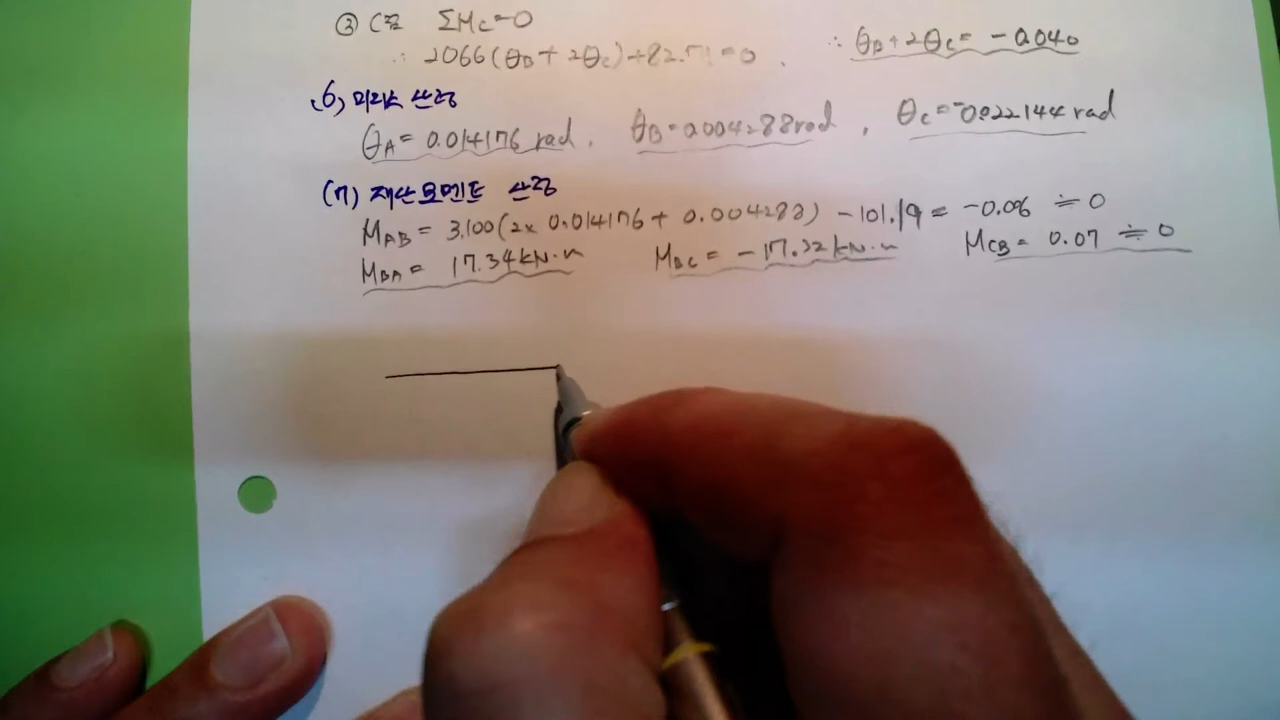 ③ C점 ΣMc=0
∴ 2066(θB+2θc)+82.71=0. ∴ θB+2θc= -0.040
(6) 미지수 산정
θA= 0.014176 rad. θB=0.004288rad, θc=-0.022144 rad
(7) 재단모멘트 산정
MAB= 3,100(2x 0.014176 + 0.004288) -101.19= -0.006 ≒0
MBA= 17.34kN·m MBC= -17.32kN·m MCB= 0.07 ≒0